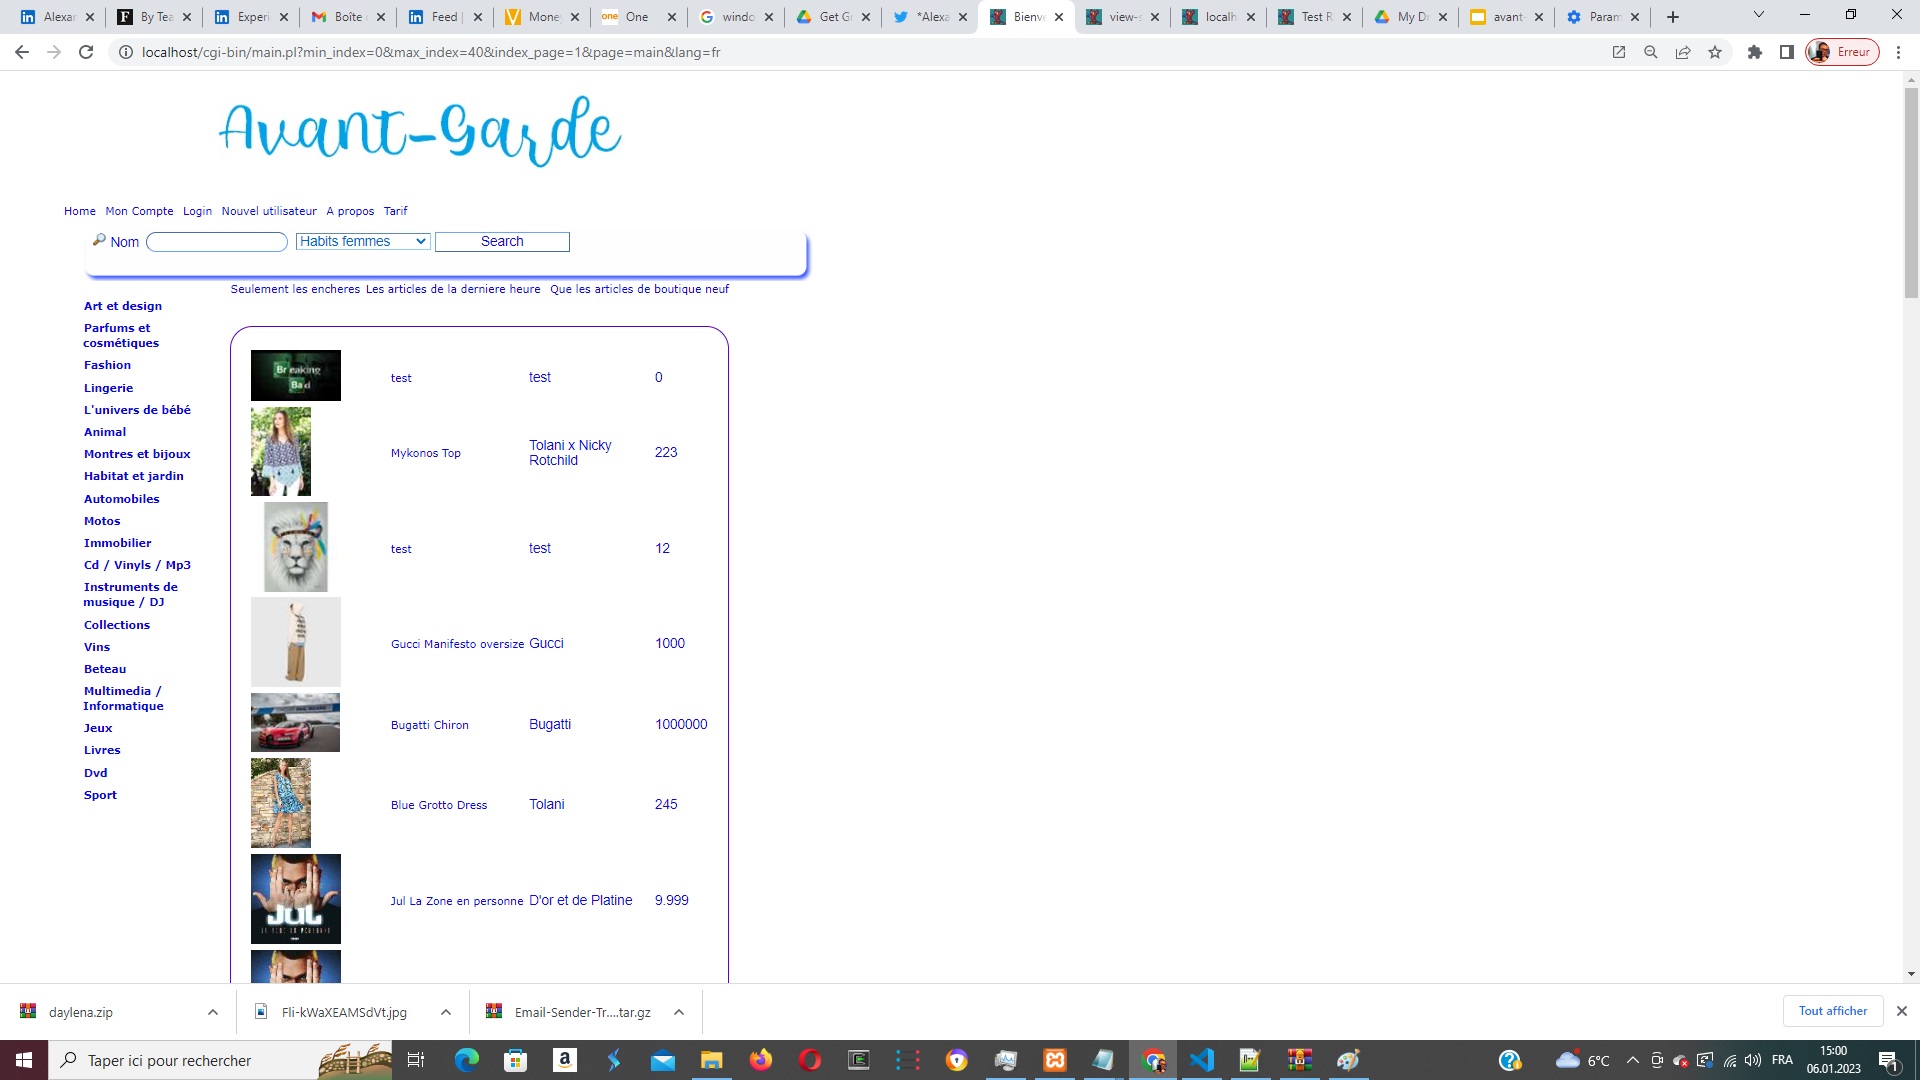 Alexar
By Tea
Experi
Boîte
Feed
Money
One
windo
Get G
*Alexa
Bienve
view-s
localh
Test R
My Dr
avant-
Param
localhost/cgi-bin/main.pl?min_index=0&max_index=40&index_page=1&page=main&lang=fr
Erreur
Avant-Garde
Home Mon Compte Login Nouvel utilisateur A propos Tarif
Nom Habits femmes Search
Seulement les encheres Les articles de la derniere heure Que les articles de boutique neuf
Art et design
Parfums et
cosmétiques
Fashion
Lingerie
L'univers de bébé
Animal
Montres et bijoux
Habitat et jardin
Automobiles
Motos
Immobilier
Cd / Vinyls / Mp3
Instruments de
musique / DJ
Collections
Vins
Beteau
Multimedia /
Informatique
Jeux
Livres
Dvd
Sport
Breaking
Bad
test test 0
Mykonos Top Tolani x Nicky
Rotchild 223
test test 12
Gucci Manifesto oversize Gucci 1000
Bugatti Chiron Bugatti 1000000
Blue Grotto Dress Tolani 245
JUL
Jul La Zone en personne D'or et de Platine 9.999
daylena.zip
Fli-kWaXEAMSdVt.jpg
Email-Sender-Tr....tar.gz
Tout afficher
Taper ici pour rechercher
6°C
FRA
15:00
06.01.2023
1